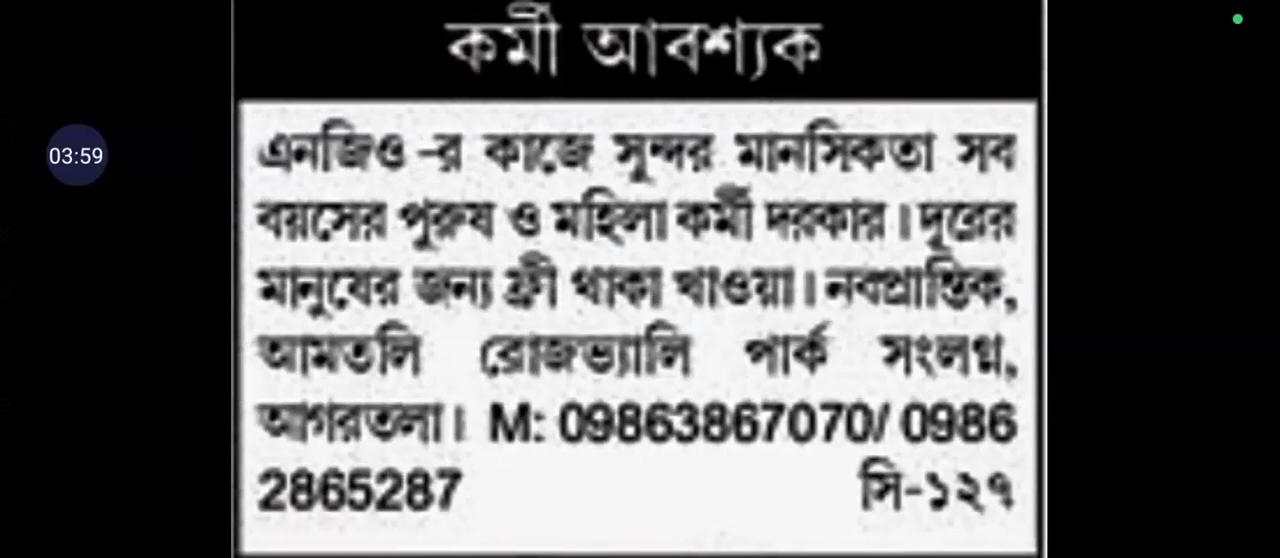 কর্মী আবশ্যক
03:59
এনজিও -র কাজে সুন্দর মানসিকতা সব
বয়সের পুরুষ ও মহিলা কর্মী দরকার। দূরের
মানুষের জন্য ফ্রী থাকা খাওয়া। নবপ্রান্তিক,
আমতলি রোজভ্যালি পার্ক সংলগ্ন,
আগরতলা। M: 09863867070/ 0986
2865287 সি-১২৭